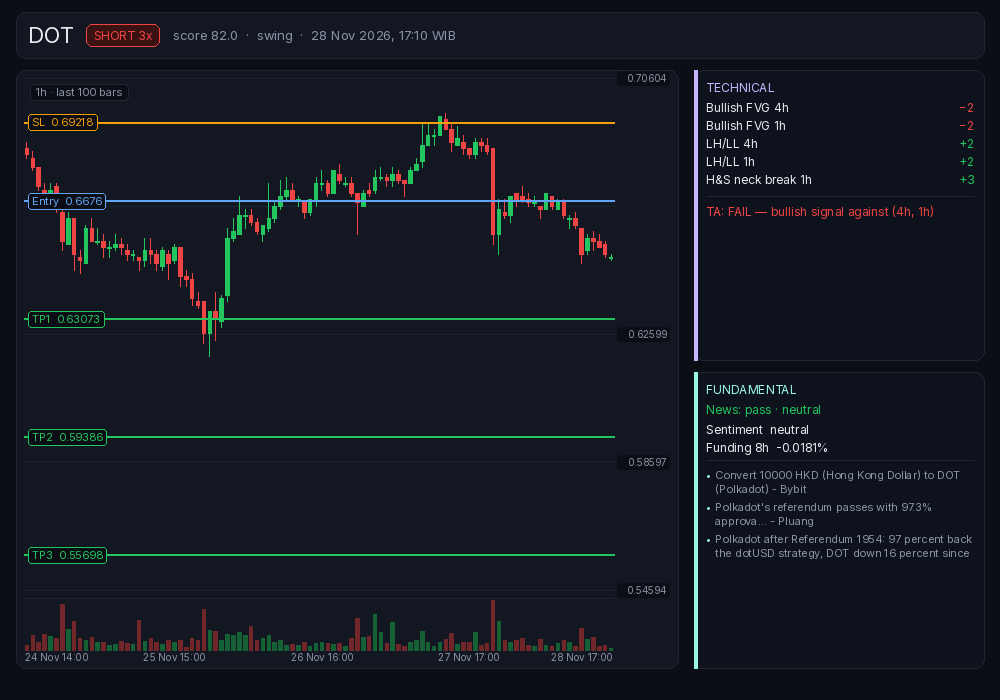 DOT SHORT 3x score 82.0 · swing · 28 Nov 2026, 17:10 WIB
1h · last 100 bars
0.70604
SL 0.69218
Entry 0.6676
TP1 0.63073
0.62599
TP2 0.59386
0.58597
TP3 0.55698
0.54594
24 Nov 14:00 25 Nov 15:00 26 Nov 16:00 27 Nov 17:00 28 Nov 17:00
TECHNICAL
Bullish FVG 4h −2
Bullish FVG 1h −2
LH/LL 4h +2
LH/LL 1h +2
H&S neck break 1h +3
TA: FAIL — bullish signal against (4h, 1h)
FUNDAMENTAL
News: pass · neutral
Sentiment neutral
Funding 8h -0.0181%
• Convert 10000 HKD (Hong Kong Dollar) to DOT
(Polkadot) - Bybit
• Polkadot's referendum passes with 97.3%
approva... - Pluang
• Polkadot after Referendum 1954: 97 percent back
the dotUSD strategy, DOT down 16 percent since